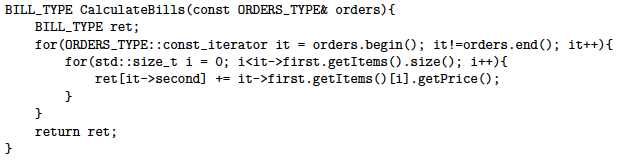 BILL_TYPE CalculateBills(const ORDERS_TYPE& orders){
    BILL_TYPE ret;
    for(ORDERS_TYPE::const_iterator it = orders.begin(); it!=orders.end(); it++){
        for(std::size_t i = 0; i<it->first.getItems().size(); i++){
            ret[it->second] += it->first.getItems()[i].getPrice();
        }
    }
    return ret;
}